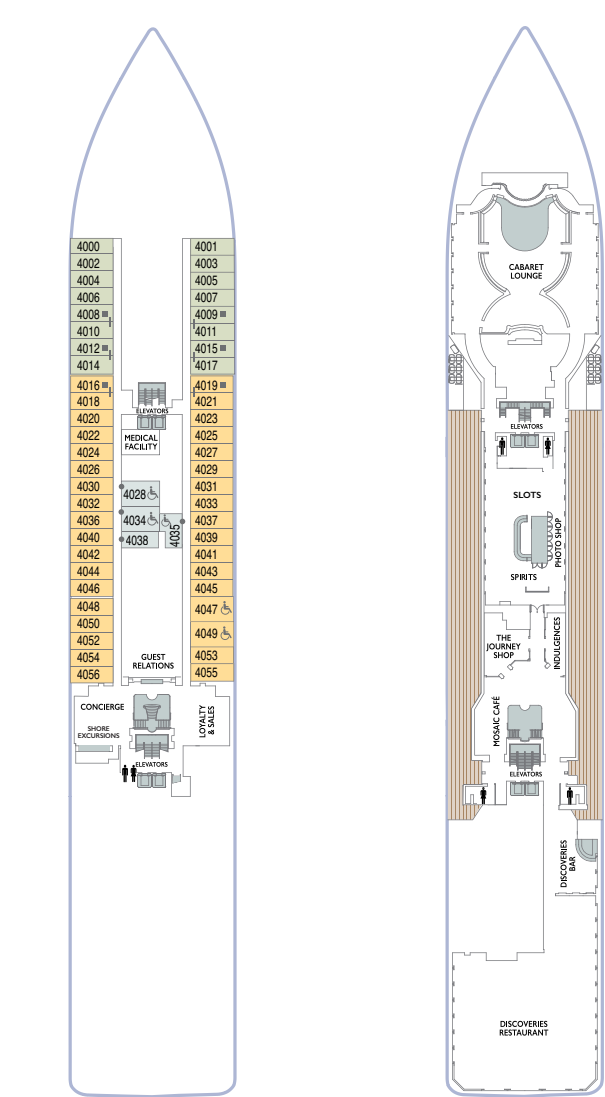 4000 4001
4002 4003
4004 4005
4006 4007
4008 4009
4010 4011
4012 4015
4014 4017
4016 4019
4018 4021
ELEVATORS
4020 4023
4022 4025
MEDICAL
FACILITY
4024 4027
4026 4029
4030 4028 4031
4032 4033
4036 4034 4035 4037
4040 4038 4039
4042 4041
4044 4043
4046 4045
4048 4047
4050
4052 4049
4054 4053
4056 4055
GUEST
RELATIONS
CONCIERGE
SHORE
EXCURSIONS
LOYALTY
& SALES
ELEVATORS
CABARET
LOUNGE
ELEVATORS
SLOTS
PHOTO SHOP
SPIRITS
THE
JOURNEY
SHOP
INDULGENCES
MOSAIC CAFÉ
ELEVATORS
DISCOVERIES
BAR
DISCOVERIES
RESTAURANT